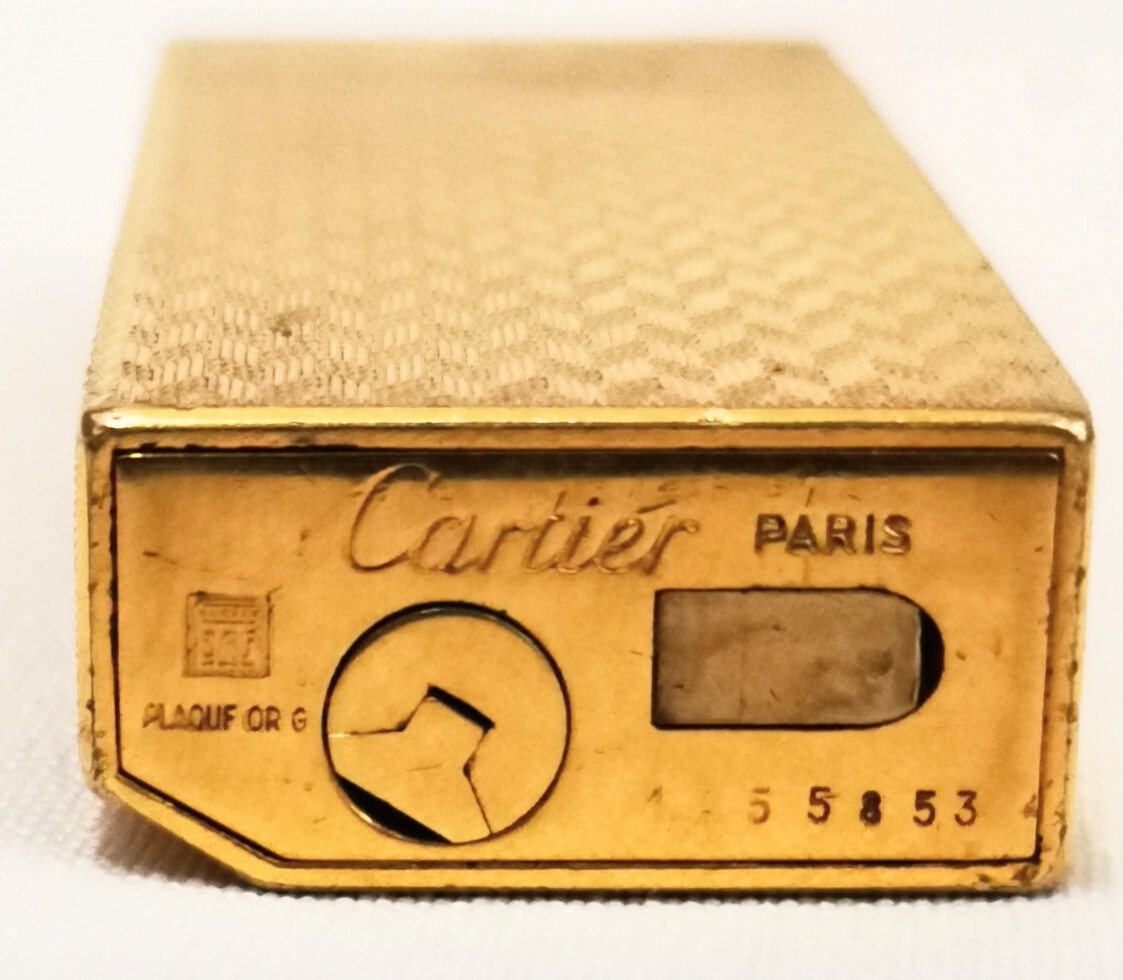 Cartier PARIS
PLAQUE OR G
55853